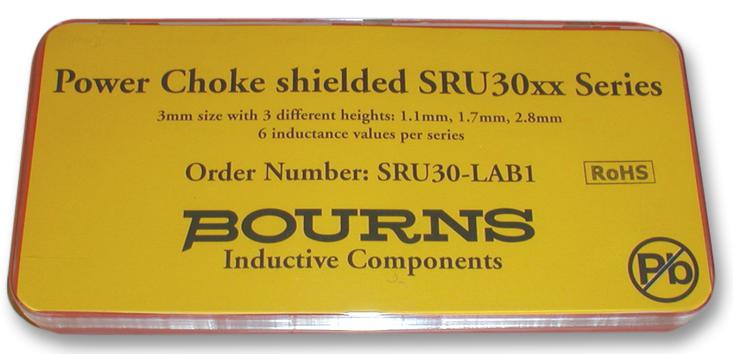 Power Choke shielded SRU30xx Series
3mm size with 3 different heights: 1.1mm, 1.7mm, 2.8mm
6 inductance values per series
Order Number: SRU30-LAB1
RoHS
BOURNS
Inductive Components
Pb